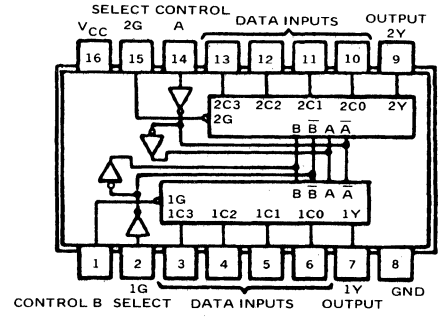 SELECT CONTROL DATA INPUTS OUTPUT
VCC 2G A 2Y
16 15 14 13 12 11 10 9
2C3 2C2 2C1 2C0 2Y
2G
B B̅ A A̅
B B̅ A A̅
1G
1C3 1C2 1C1 1C0 1Y
1 2 3 4 5 6 7 8
1G 1Y GND
CONTROL B SELECT DATA INPUTS OUTPUT